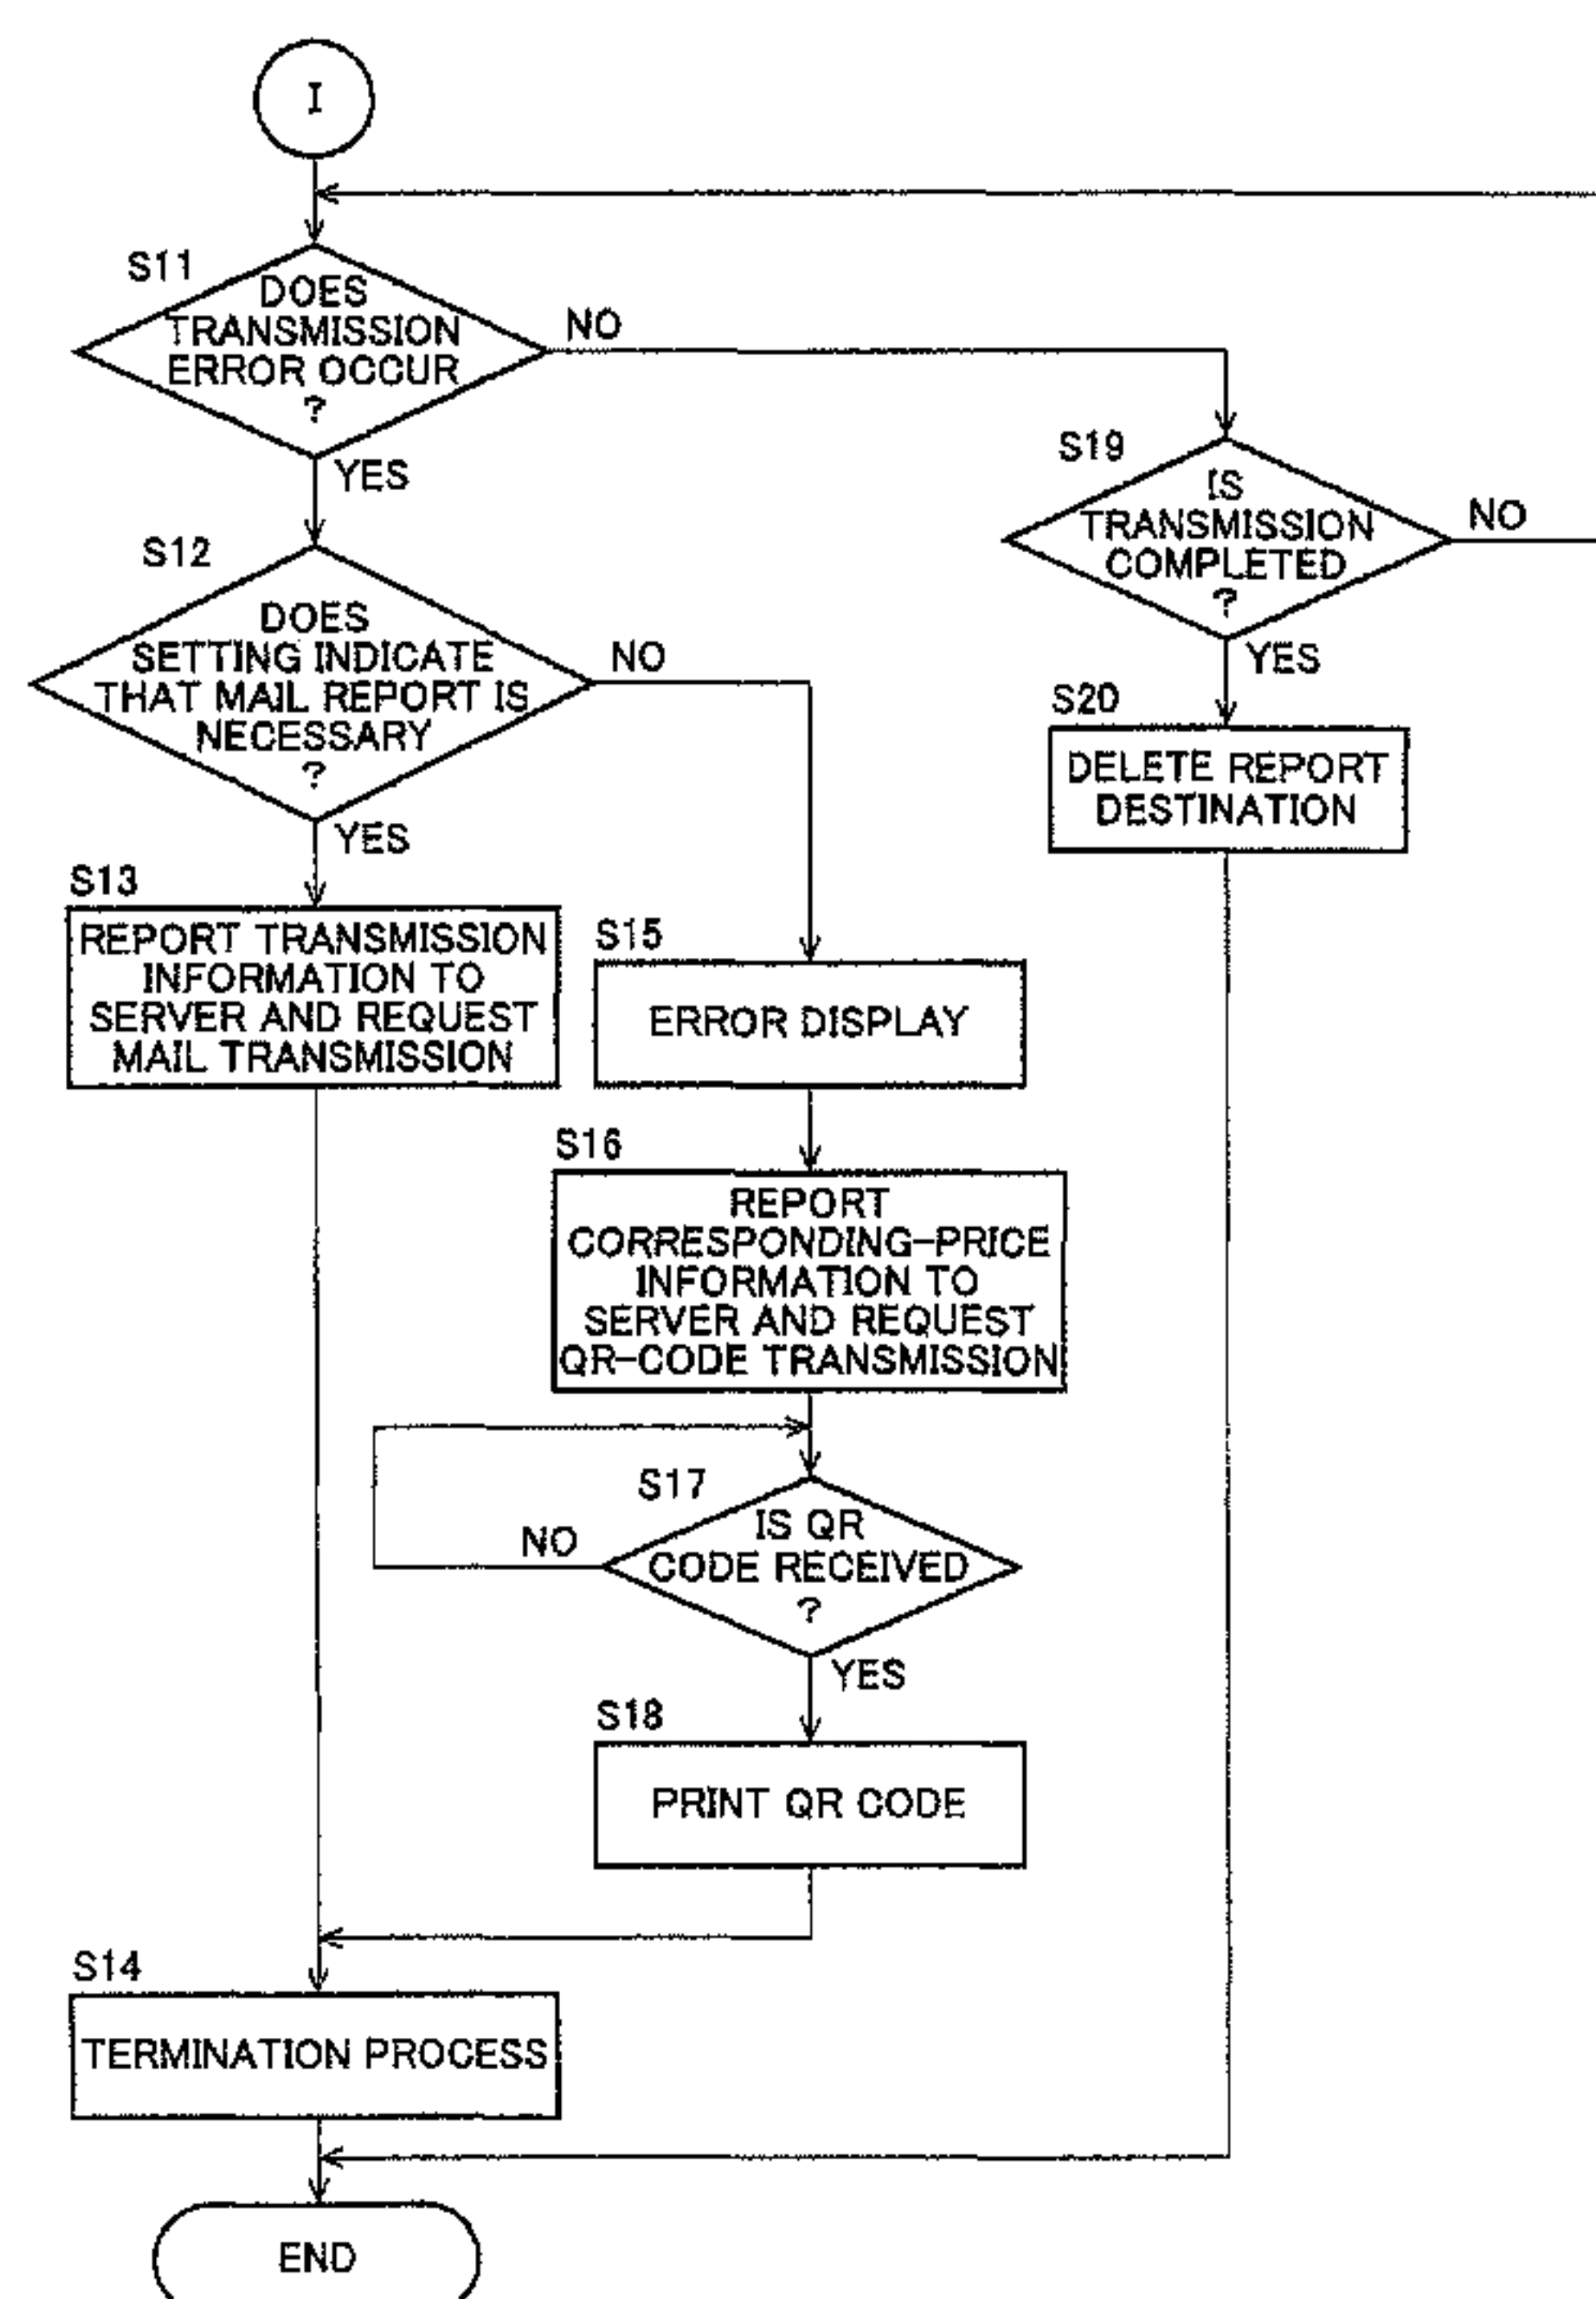 I
S11
DOES
TRANSMISSION
ERROR OCCUR
?
NO
YES
S19
IS
TRANSMISSION
COMPLETED
?
NO
YES
S12
DOES
SETTING INDICATE
THAT MAIL REPORT IS
NECESSARY
?
NO
YES
S20
DELETE REPORT
DESTINATION
S13
REPORT TRANSMISSION
INFORMATION TO
SERVER AND REQUEST
MAIL TRANSMISSION
S15
ERROR DISPLAY
S16
REPORT
CORRESPONDING-PRICE
INFORMATION TO
SERVER AND REQUEST
QR-CODE TRANSMISSION
S17
IS QR
CODE RECEIVED
?
NO
YES
S18
PRINT QR CODE
S14
TERMINATION PROCESS
END